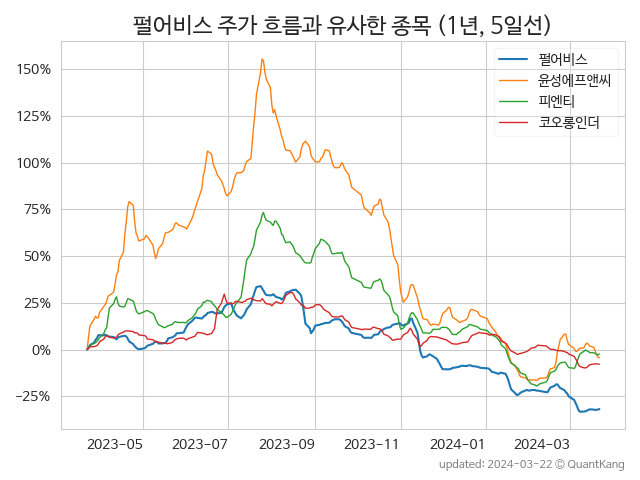 펄어비스 주가 흐름과 유사한 종목 (1년, 5일선)
펄어비스
윤성에프앤씨
피엔티
코오롱인더
150%
125%
100%
75%
50%
25%
0%
−25%
2023-05
2023-07
2023-09
2023-11
2024-01
2024-03
updated: 2024-03-22 © QuantKang